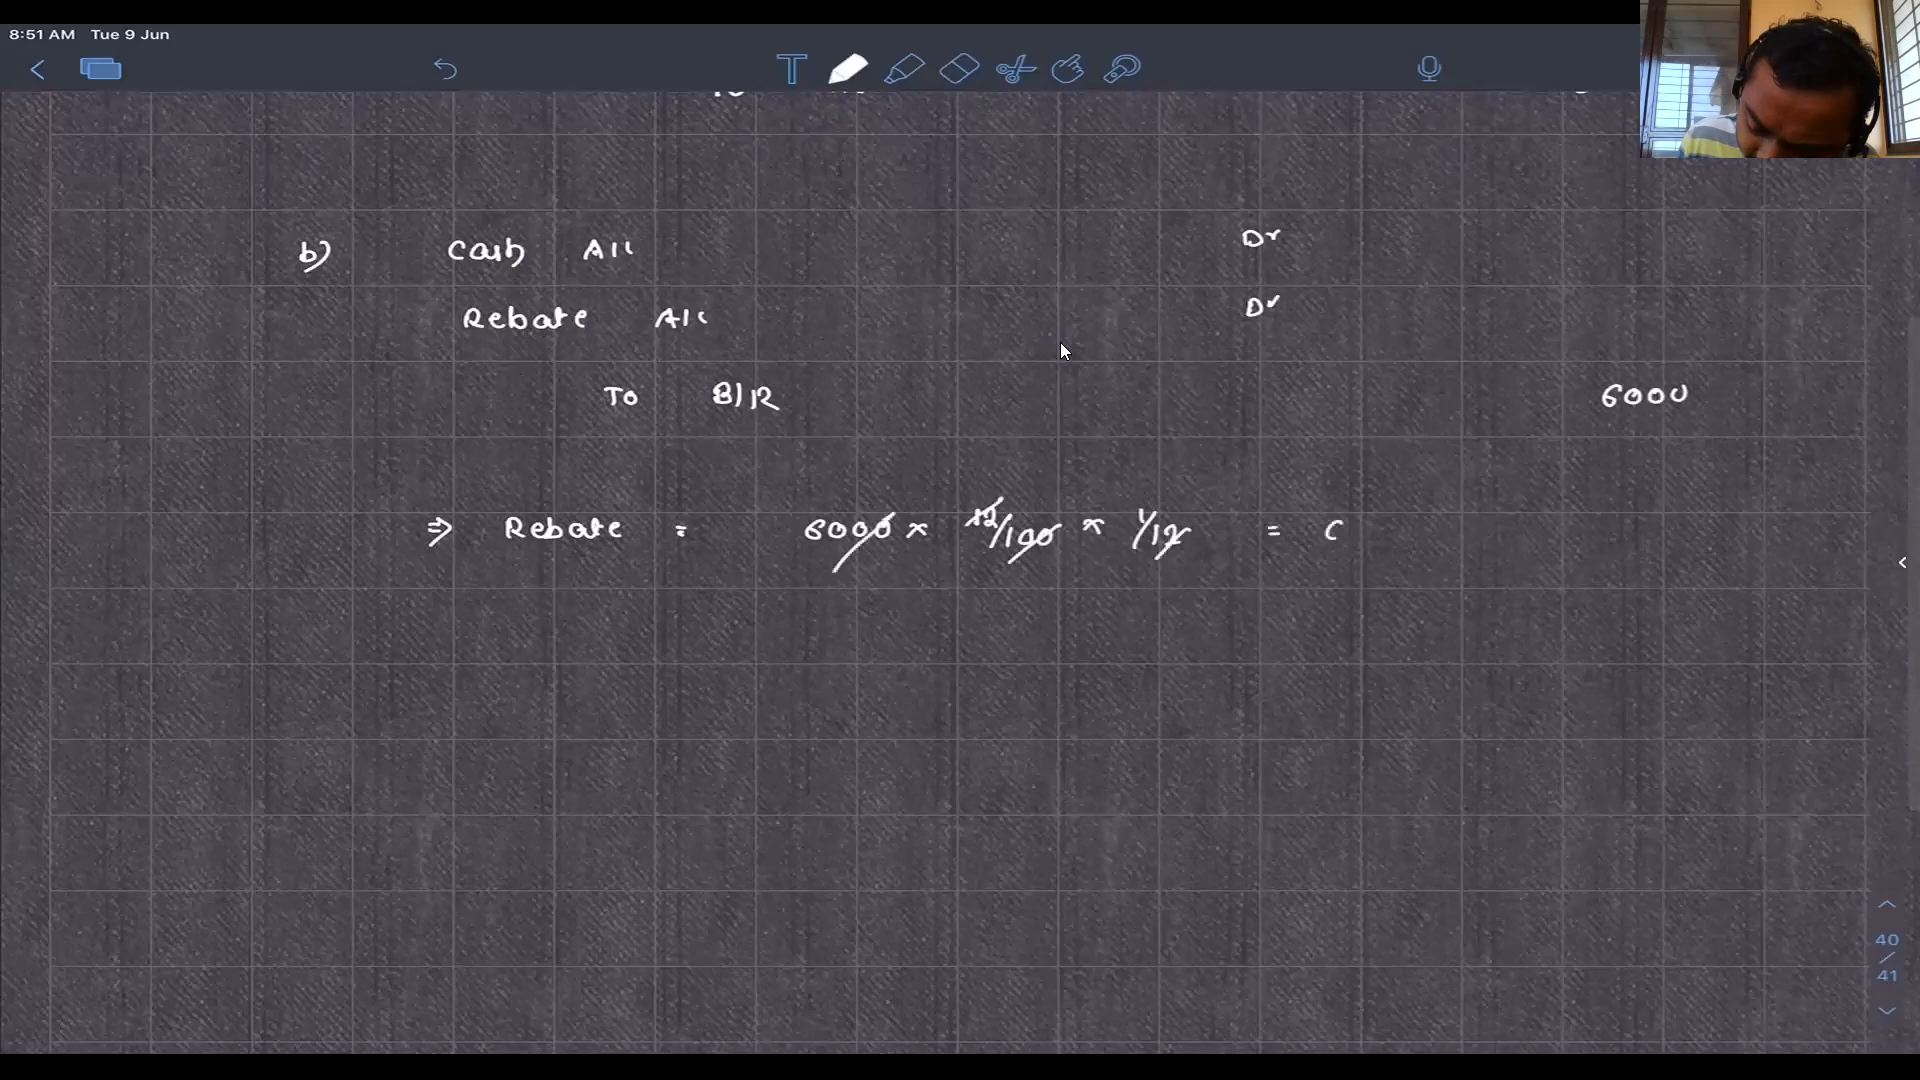 8:51 AM Tue 9 Jun
T
b) Cash A/c Dr
Rebate A/c Dr
To B/R 6000
⇒ Rebate = 6000 × 12/100 × 1/12 = 6
40
/
41